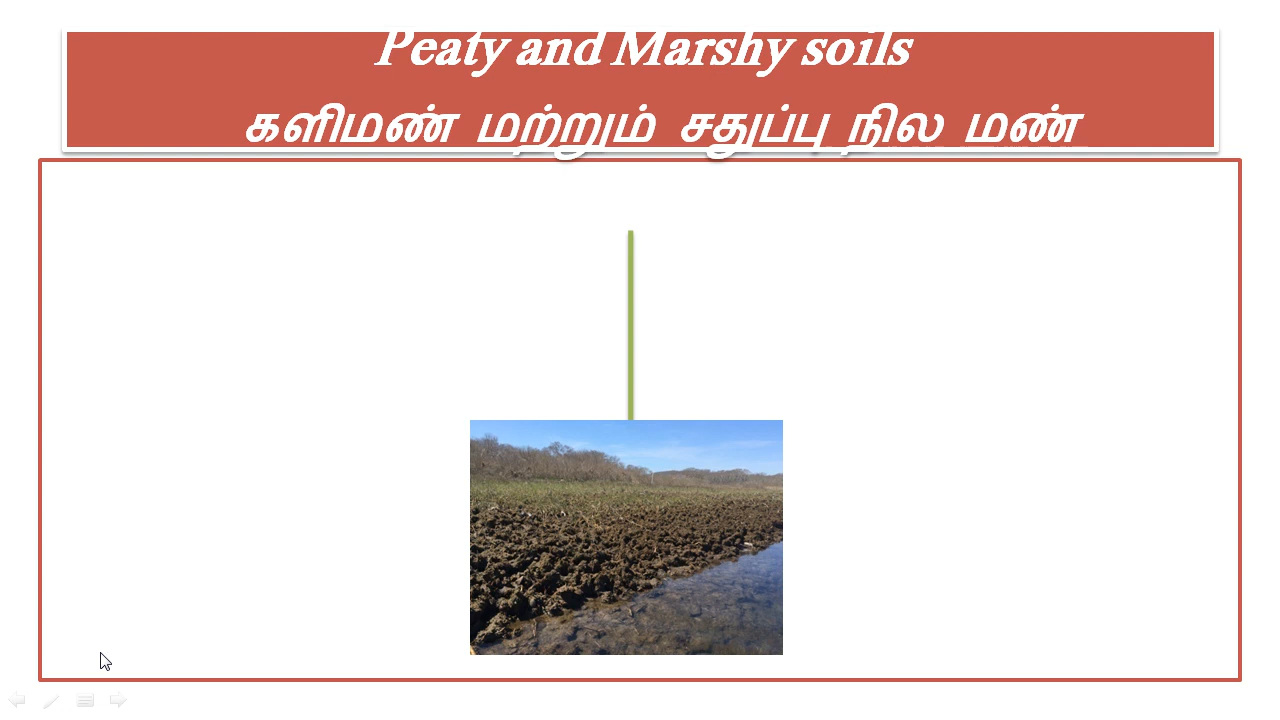 Peaty and Marshy soils
களிமண் மற்றும் சதுப்பு நில மண்